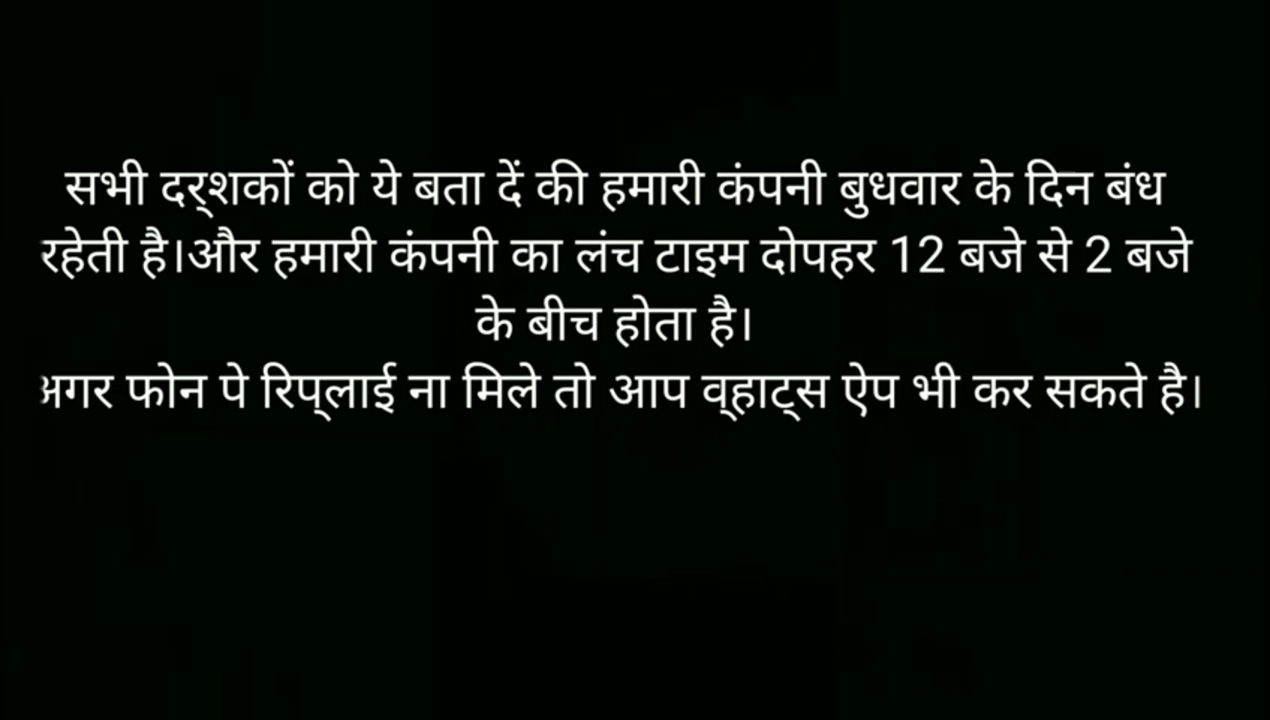 सभी दर्‌शकों को ये बता दें की हमारी कंपनी बुधवार के दिन बंध
रहेती है।और हमारी कंपनी का लंच टाइम दोपहर 12 बजे से 2 बजे
के बीच होता है।
अगर फोन पे रिप्‌लाई ना मिले तो आप व्‌हाट्‌स ऐप भी कर सकते है।